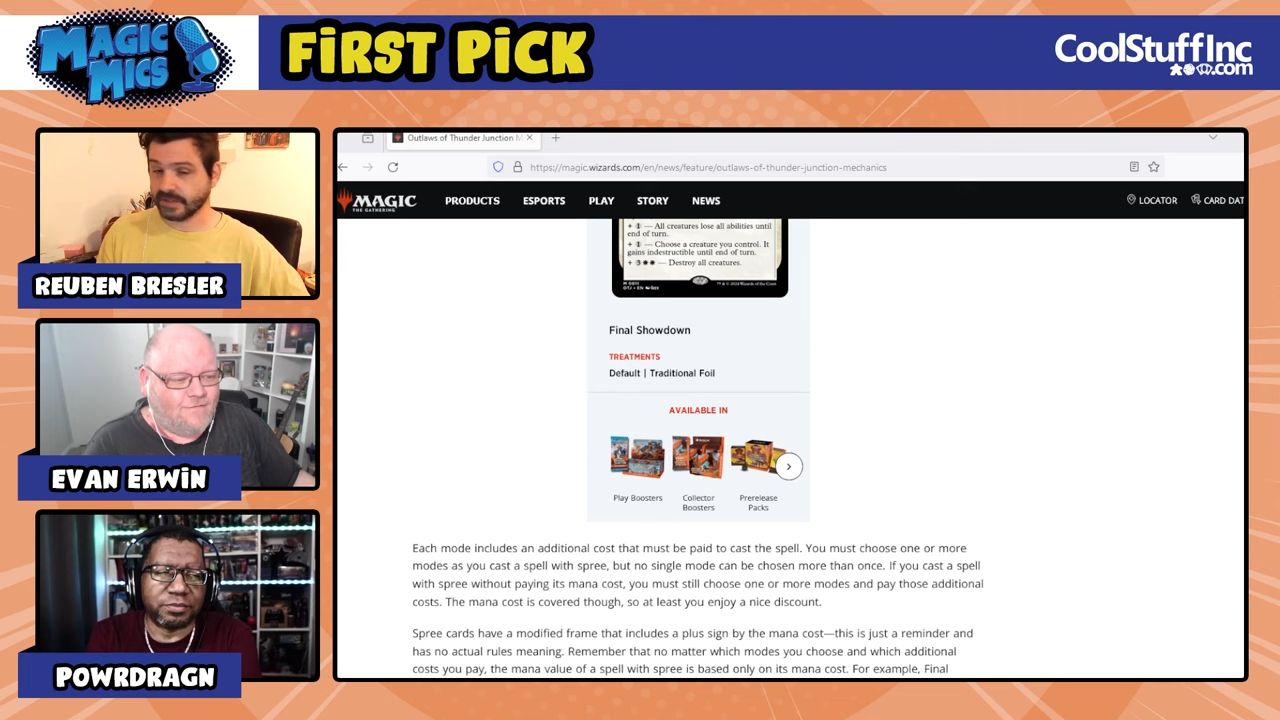 MAGIC MICS
FIRST PICK
CoolStuffInc
.com
REUBEN BRESLER
EVAN ERWIN
POWRDRAGN
Outlaws of Thunder Junction M
https://magic.wizards.com/en/news/feature/outlaws-of-thunder-junction-mechanics
MAGIC
THE GATHERING
PRODUCTS ESPORTS PLAY STORY NEWS
LOCATOR CARD DAT
+ 1 — All creatures lose all abilities until
end of turn.
+ 1 — Choose a creature you control. It
gains indestructible until end of turn.
+ 3 — Destroy all creatures.
Final Showdown
TREATMENTS
Default | Traditional Foil
AVAILABLE IN
Play Boosters
Collector
Boosters
Prerelease
Packs
Each mode includes an additional cost that must be paid to cast the spell. You must choose one or more
modes as you cast a spell with spree, but no single mode can be chosen more than once. If you cast a spell
with spree without paying its mana cost, you must still choose one or more modes and pay those additional
costs. The mana cost is covered though, so at least you enjoy a nice discount.
Spree cards have a modified frame that includes a plus sign by the mana cost—this is just a reminder and
has no actual rules meaning. Remember that no matter which modes you choose and which additional
costs you pay, the mana value of a spell with spree is based only on its mana cost. For example, Final